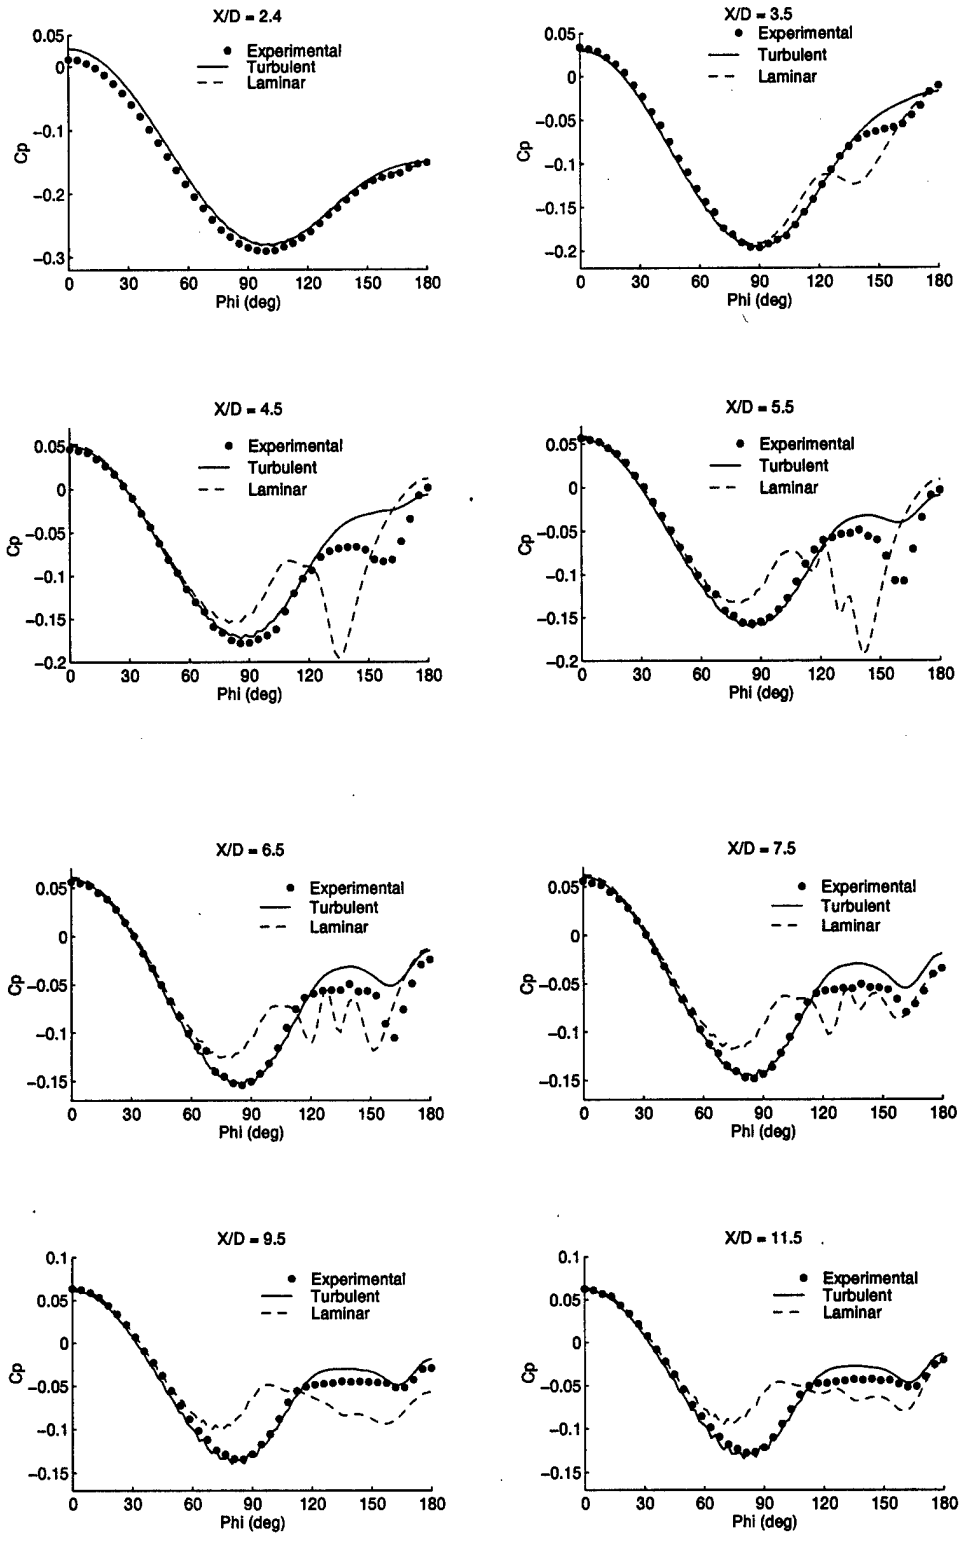 X/D = 2.4
Experimental
Turbulent
Laminar
0.05
0
−0.1
−0.2
−0.3
Cp
0 30 60 90 120 150 180
Phi (deg)
X/D = 3.5
Experimental
Turbulent
Laminar
0.05
0
−0.05
−0.1
−0.15
−0.2
Cp
0 30 60 90 120 150 180
Phi (deg)
X/D = 4.5
Experimental
Turbulent
Laminar
0.05
0
−0.05
−0.1
−0.15
−0.2
Cp
0 30 60 90 120 150 180
Phi (deg)
X/D = 5.5
Experimental
Turbulent
Laminar
0.05
0
−0.05
−0.1
−0.15
−0.2
Cp
0 30 60 90 120 150 180
Phi (deg)
X/D = 6.5
Experimental
Turbulent
Laminar
0.05
0
−0.05
−0.1
−0.15
Cp
0 30 60 90 120 150 180
Phi (deg)
X/D = 7.5
Experimental
Turbulent
Laminar
0.05
0
−0.05
−0.1
−0.15
Cp
0 30 60 90 120 150 180
Phi (deg)
X/D = 9.5
Experimental
Turbulent
Laminar
0.1
0.05
0
−0.05
−0.1
−0.15
Cp
0 30 60 90 120 150 180
Phi (deg)
X/D = 11.5
Experimental
Turbulent
Laminar
0.1
0.05
0
−0.05
−0.1
−0.15
Cp
0 30 60 90 120 150 180
Phi (deg)